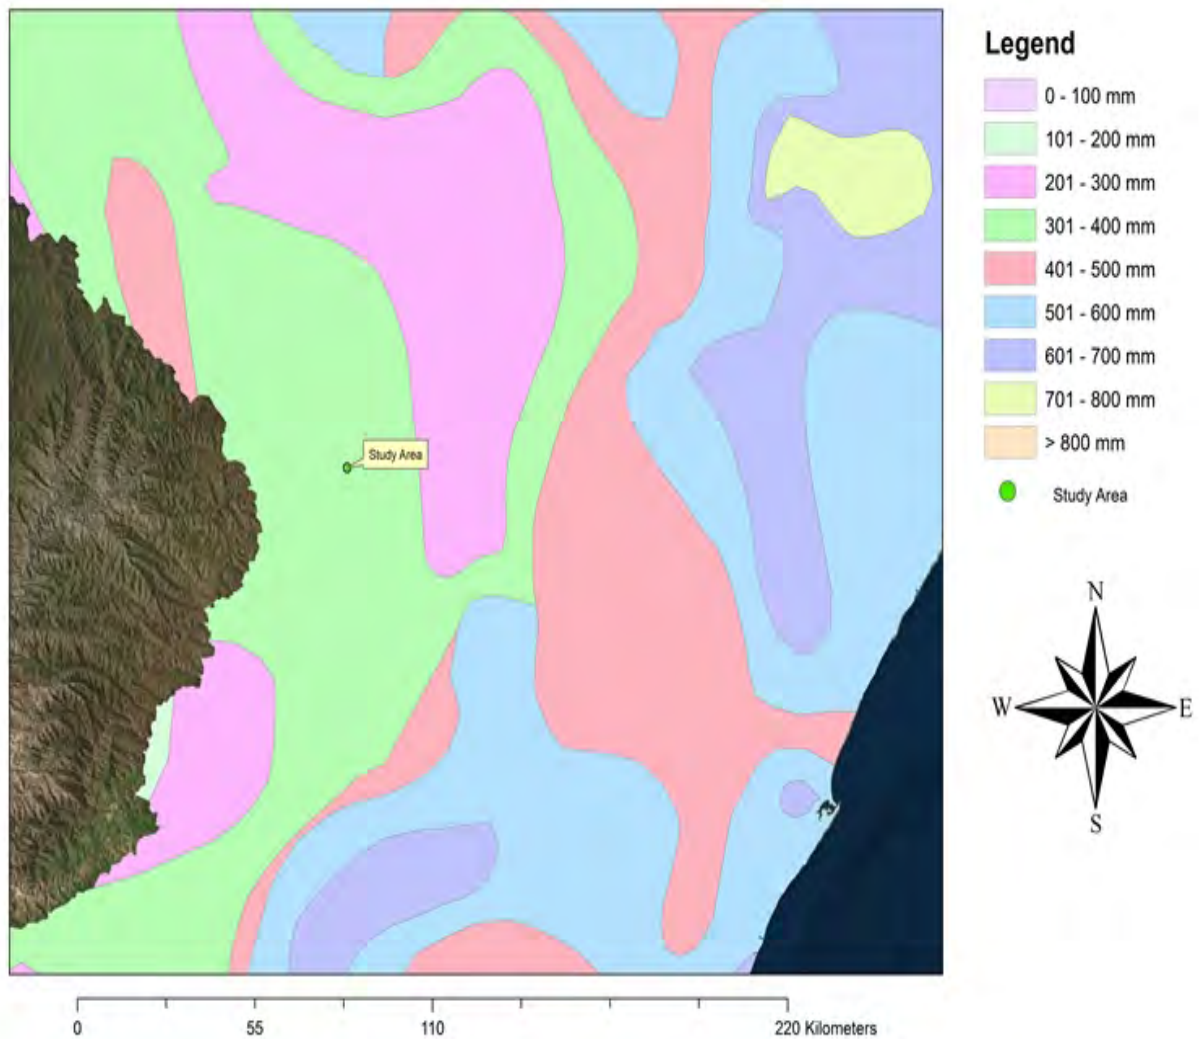 Legend
0 - 100 mm
101 - 200 mm
201 - 300 mm
301 - 400 mm
401 - 500 mm
501 - 600 mm
601 - 700 mm
701 - 800 mm
> 800 mm
Study Area
Study Area
N
W E
S
0 55 110 220 Kilometers